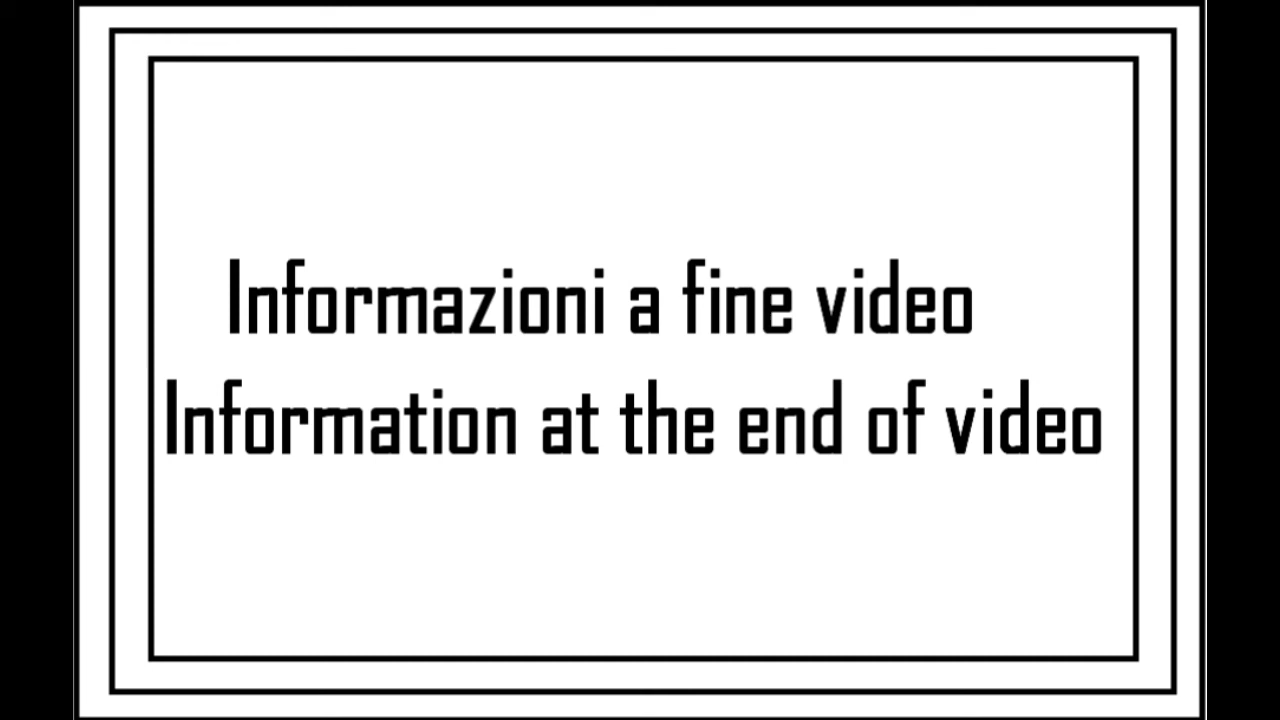 Informazioni a fine video
Information at the end of video